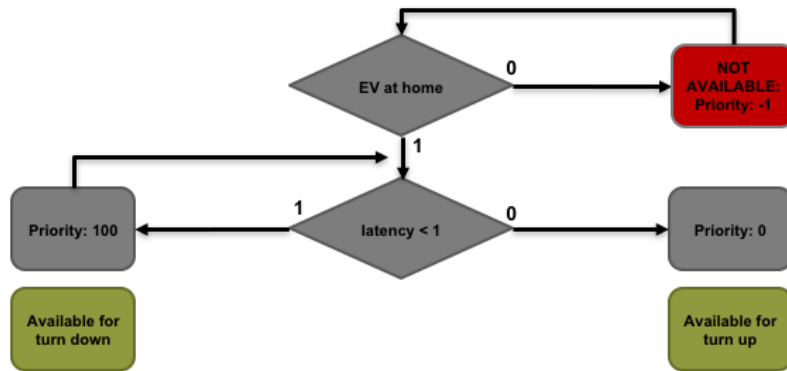 EV at home
0
NOT
AVAILABLE:
Priority: -1
1
Priority: 100
1
latency < 1
0
Priority: 0
Available for
turn down
Available for
turn up